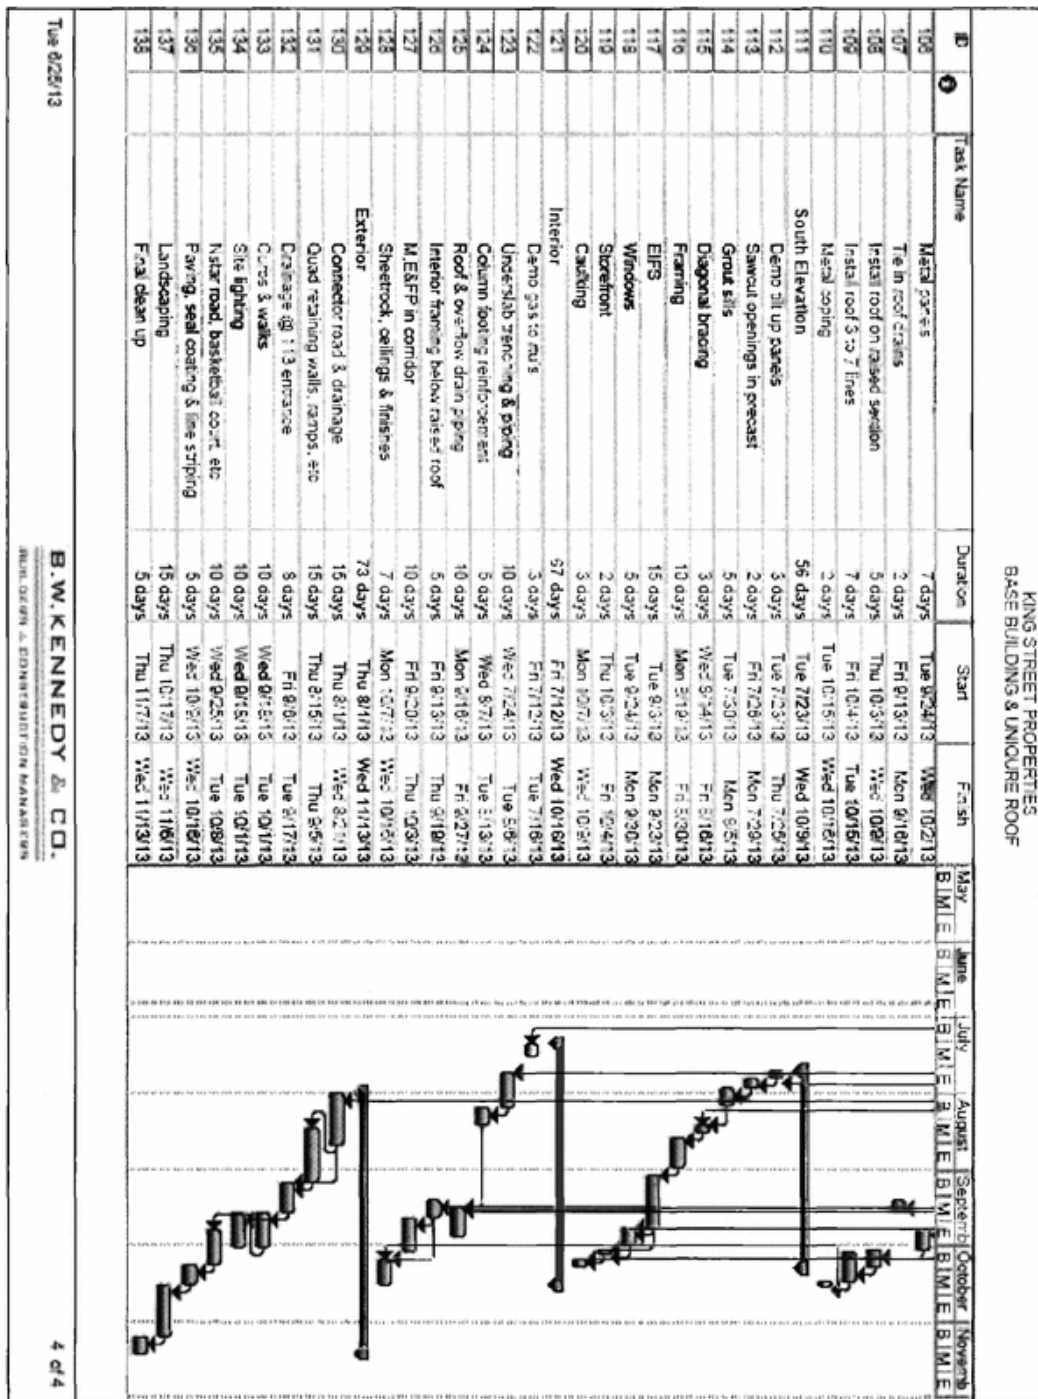 KING STREET PROPERTIES
BASE BUILDING & UNIQURE ROOF
ID Task Name Duration Start Finish May June July August Septemb October Novemb
B M E B M E B M E B M E B M E B M E B M E
106 Metal panels 7 days Tue 9/24/13 Wed 10/2/13
107 Tie in roof drains 2 days Fri 9/13/13 Mon 9/16/13
108 Install roof on raised section 5 days Thu 10/3/13 Wed 10/9/13
109 Install roof 3 to 7 lines 7 days Fri 10/4/13 Tue 10/15/13
110 Metal coping 2 days Tue 10/15/13 Wed 10/16/13
111 South Elevation 56 days Tue 7/23/13 Wed 10/9/13
112 Demo tilt up panels 3 days Tue 7/23/13 Thu 7/25/13
113 Sawcut openings in precast 2 days Fri 7/26/13 Mon 7/29/13
114 Grout sills 5 days Tue 7/30/13 Mon 8/5/13
115 Diagonal bracing 3 days Wed 8/14/13 Fri 8/16/13
116 Framing 10 days Mon 8/19/13 Fri 8/30/13
117 EIFS 15 days Tue 9/3/13 Mon 9/23/13
118 Windows 5 days Tue 9/24/13 Mon 9/30/13
119 Storefront 2 days Thu 10/3/13 Fri 10/4/13
120 Caulking 3 days Mon 10/7/13 Wed 10/9/13
121 Interior 67 days Fri 7/12/13 Wed 10/16/13
122 Demo gas to rtu's 3 days Fri 7/12/13 Tue 7/16/13
123 Underslab trenching & piping 10 days Wed 7/24/13 Tue 8/6/13
124 Column footing reinforcement 5 days Wed 8/7/13 Tue 8/13/13
125 Roof & overflow drain piping 10 days Mon 9/16/13 Fri 9/27/13
126 Interior framing below raised roof 5 days Fri 9/13/13 Thu 9/19/13
127 M,E&FP in corridor 10 days Fri 9/20/13 Thu 10/3/13
128 Sheetrock, ceilings & finishes 7 days Mon 10/7/13 Wed 10/16/13
129 Exterior 73 days Thu 8/1/13 Wed 11/13/13
130 Connector road & drainage 15 days Thu 8/1/13 Wed 8/21/13
131 Quad retaining walls, ramps, etc 15 days Thu 8/15/13 Thu 9/5/13
132 Drainage @ 113 entrance 8 days Fri 9/6/13 Tue 9/17/13
133 Curbs & walks 10 days Wed 9/18/13 Tue 10/1/13
134 Site lighting 10 days Wed 9/18/13 Tue 10/1/13
135 Nstar road, basketball court, etc 10 days Wed 9/25/13 Tue 10/8/13
136 Paving, seal coating & line striping 5 days Wed 10/9/13 Wed 10/16/13
137 Landscaping 15 days Thu 10/17/13 Wed 11/6/13
138 Final clean up 5 days Thu 11/7/13 Wed 11/13/13
Tue 6/25/13
B.W. KENNEDY & CO.
BUILDERS & CONSTRUCTION MANAGERS
4 of 4